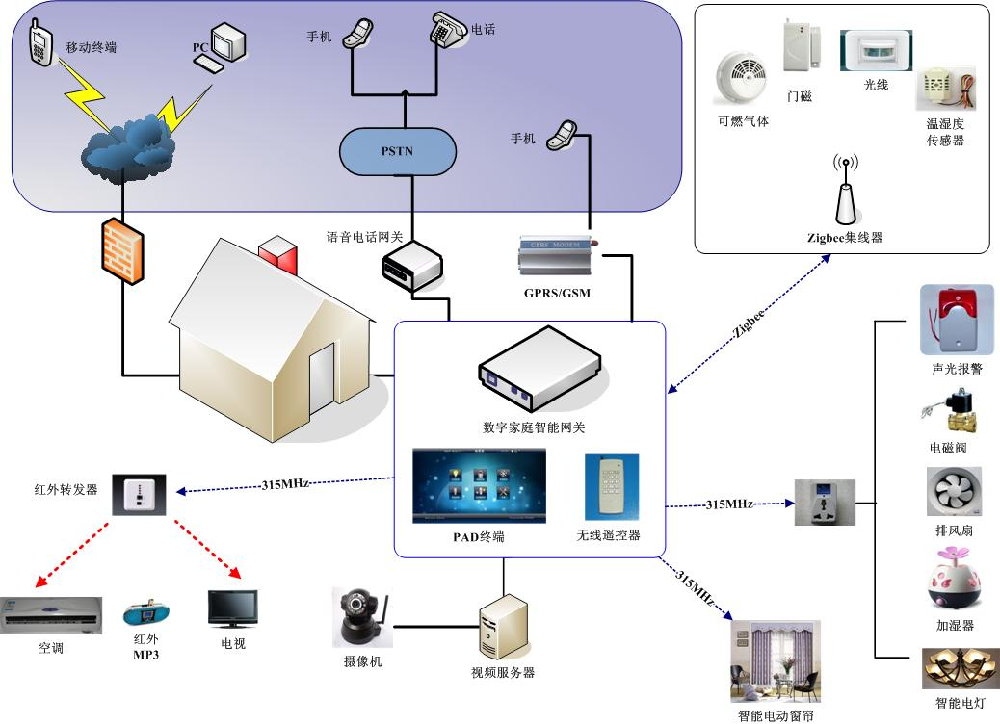 移动终端
PC
手机
电话
PSTN
手机
可燃气体
门磁
光线
温湿度
传感器
Zigbee集线器
语音电话网关
GPRS MODEM
GPRS/GSM
Zigbee
数字家庭智能网关
PAD终端
无线遥控器
红外转发器
315MHz
315MHz
315MHz
空调
红外
MP3
电视
摄像机
视频服务器
智能电动窗帘
声光报警
电磁阀
排风扇
加湿器
智能电灯